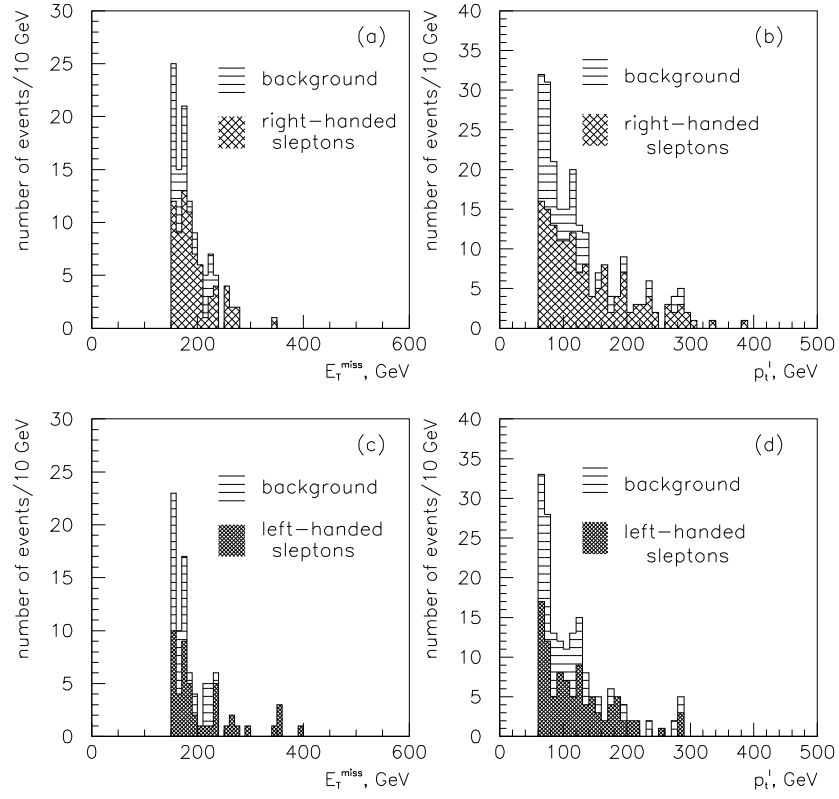 number of events/10 GeV
30
25
20
15
10
5
0
(a)
background
right-handed
sleptons
0
200
400
600
E_T^miss, GeV
number of events/10 GeV
40
35
30
25
20
15
10
5
0
(b)
background
right-handed
sleptons
0
100
200
300
400
500
p_t^l, GeV
number of events/10 GeV
30
25
20
15
10
5
0
(c)
background
left-handed
sleptons
0
200
400
600
E_T^miss, GeV
number of events/10 GeV
40
35
30
25
20
15
10
5
0
(d)
background
left-handed
sleptons
0
100
200
300
400
500
p_t^l, GeV